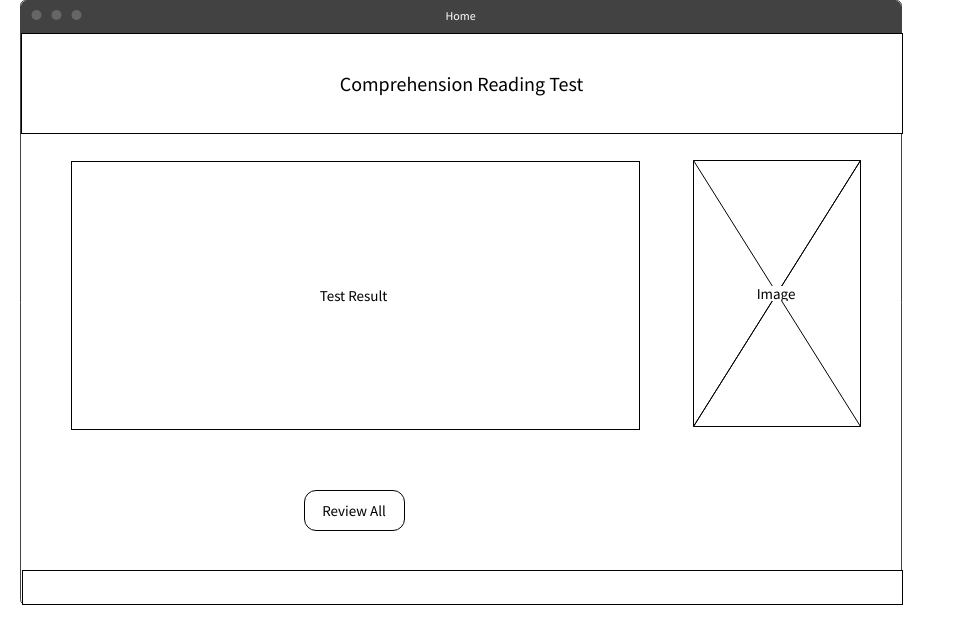 Home
Comprehension Reading Test
Test Result
Image
Review All